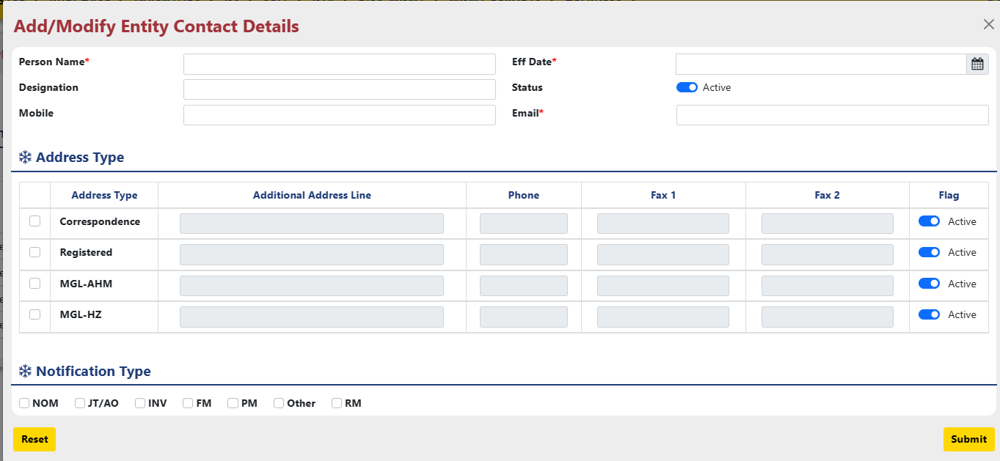 Add/Modify Entity Contact Details
Person Name* Eff Date*
Designation Status Active
Mobile Email*
Address Type
Address Type Additional Address Line Phone Fax 1 Fax 2 Flag
Correspondence Active
Registered Active
MGL-AHM Active
MGL-HZ Active
Notification Type
NOM JT/AO INV FM PM Other RM
Reset Submit